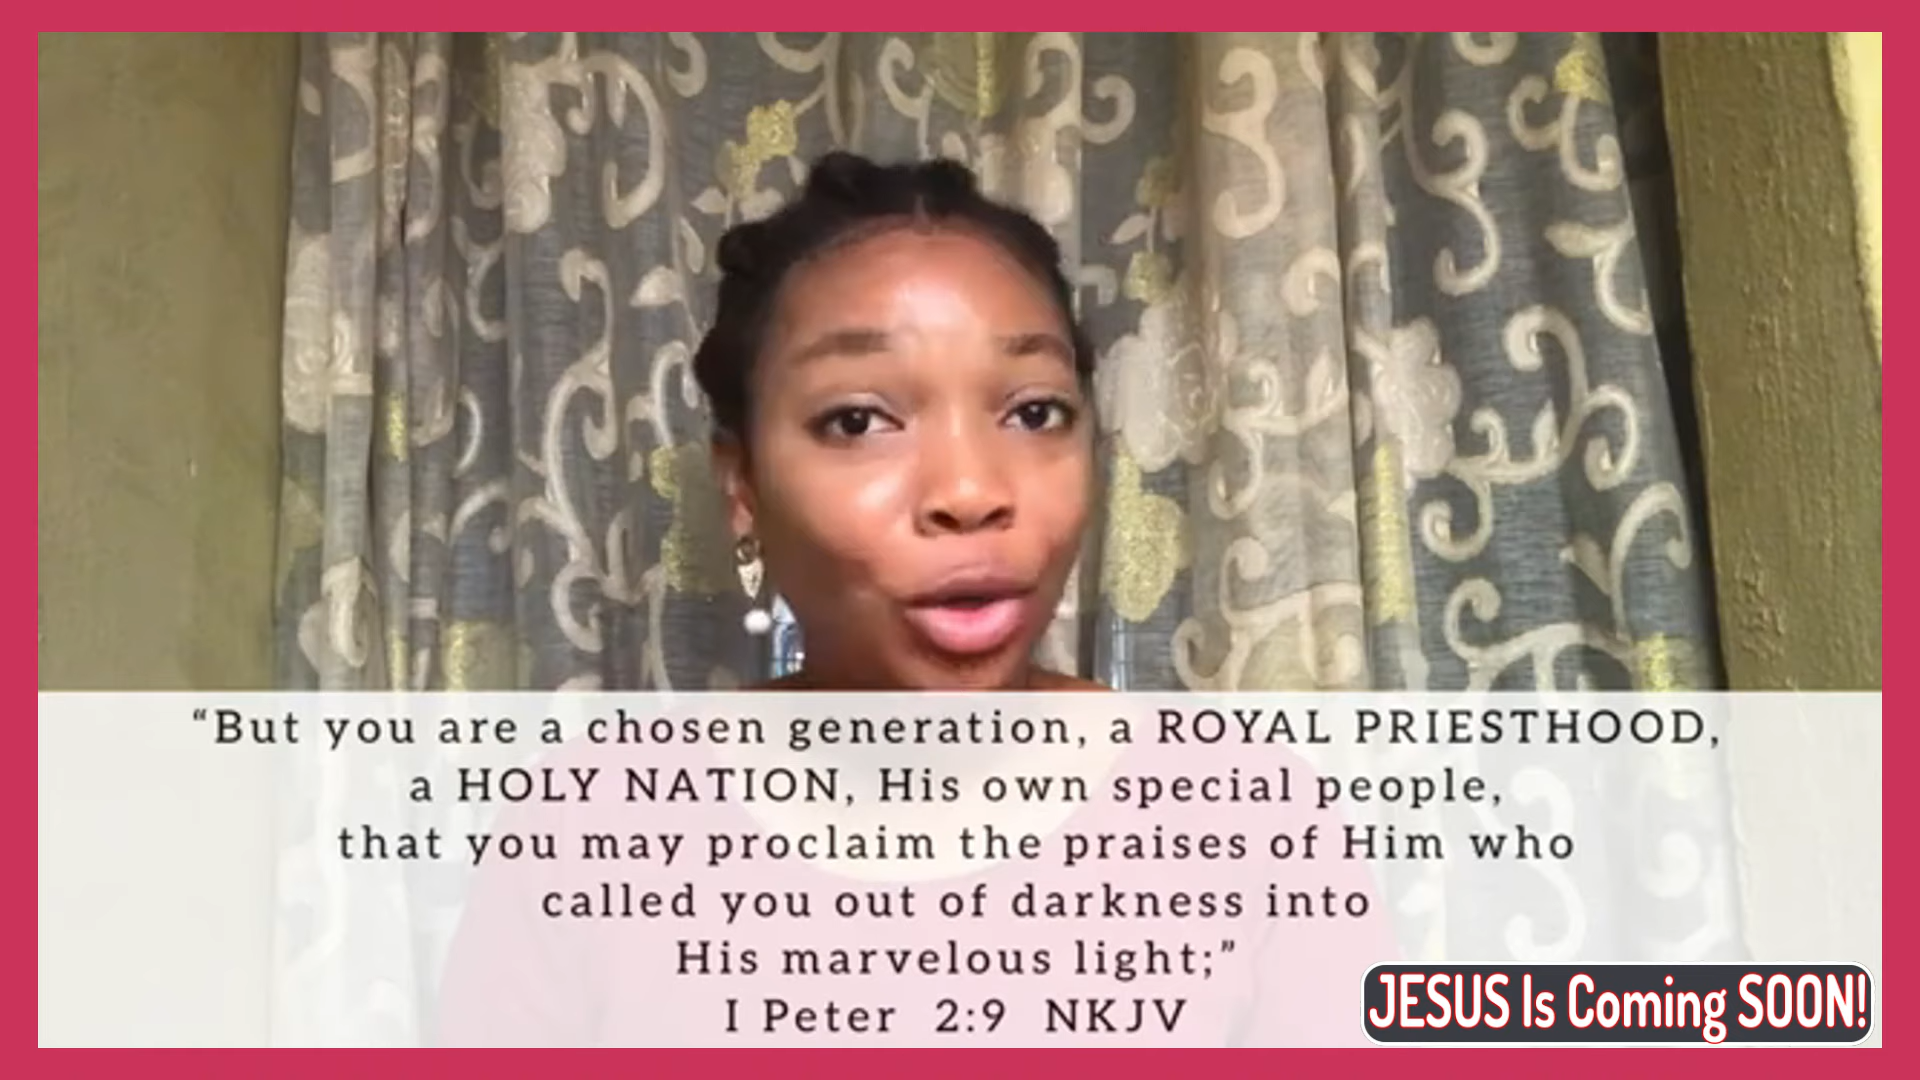 “But you are a chosen generation, a ROYAL PRIESTHOOD,
a HOLY NATION, His own special people,
that you may proclaim the praises of Him who
called you out of darkness into
His marvelous light;”
I Peter 2:9 NKJV
JESUS Is Coming SOON!